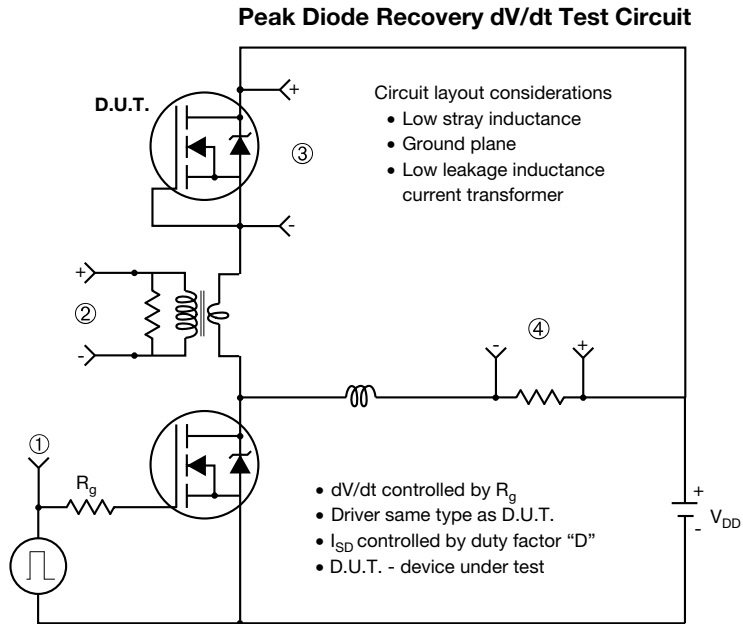 Peak Diode Recovery dV/dt Test Circuit
D.U.T.
+
③
-
Circuit layout considerations
• Low stray inductance
• Ground plane
• Low leakage inductance
current transformer
+
②
-
-
④
+
①
Rg
• dV/dt controlled by Rg
• Driver same type as D.U.T.
• ISD controlled by duty factor “D”
• D.U.T. - device under test
+
VDD
-